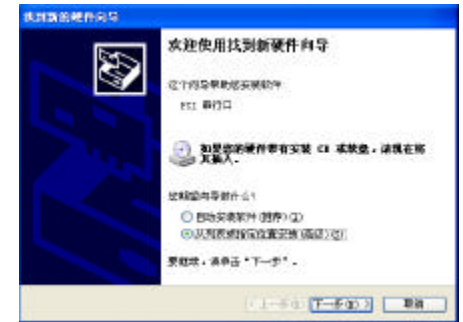 找到新的硬件向导
欢迎使用找到新硬件向导
这个向导帮助您安装软件:
PCI 串行口
如果您的硬件带有安装 CD 或软盘，请现在将
其插入。
您期望向导做什么?
自动安装软件(推荐)(I)
从列表或指定位置安装(高级)(S)
要继续，请单击“下一步”。
< 上一步(B)
下一步(N) >
取消